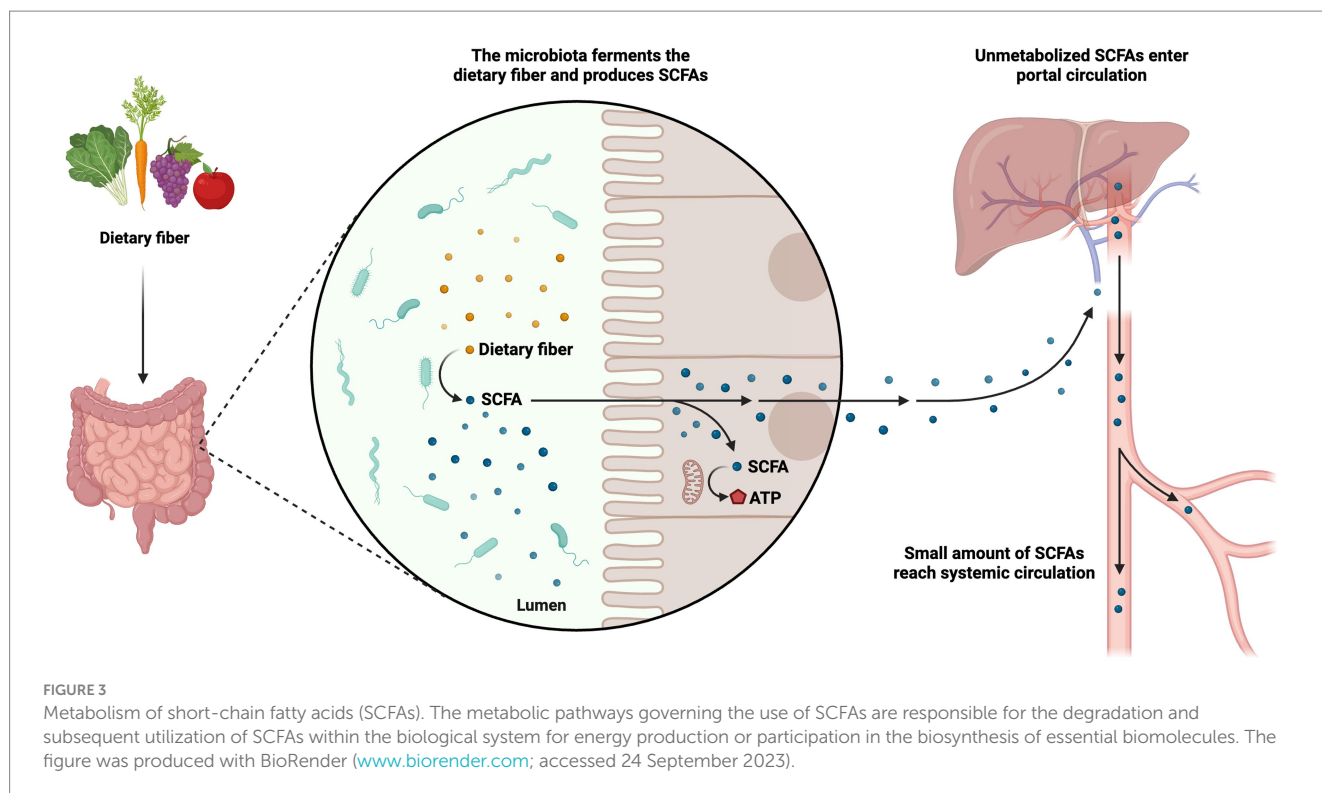 The microbiota ferments the
dietary fiber and produces SCFAs
Unmetabolized SCFAs enter
portal circulation
Dietary fiber
Dietary fiber
SCFA
SCFA
ATP
Small amount of SCFAs
reach systemic circulation
Lumen
FIGURE 3
Metabolism of short-chain fatty acids (SCFAs). The metabolic pathways governing the use of SCFAs are responsible for the degradation and
subsequent utilization of SCFAs within the biological system for energy production or participation in the biosynthesis of essential biomolecules. The
figure was produced with BioRender (www.biorender.com; accessed 24 September 2023).